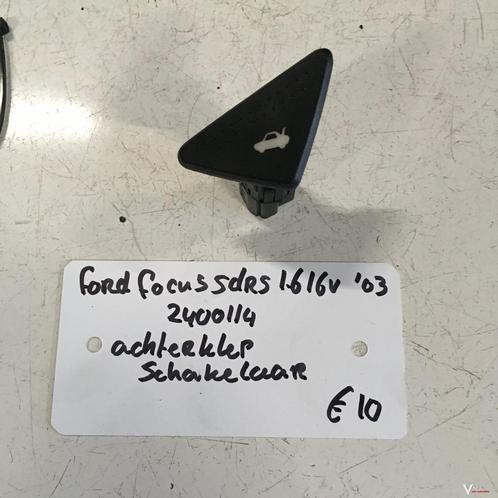 ford focus 5drs 1.6 16v '03
2400114
achterklep
Schakelaar
€10